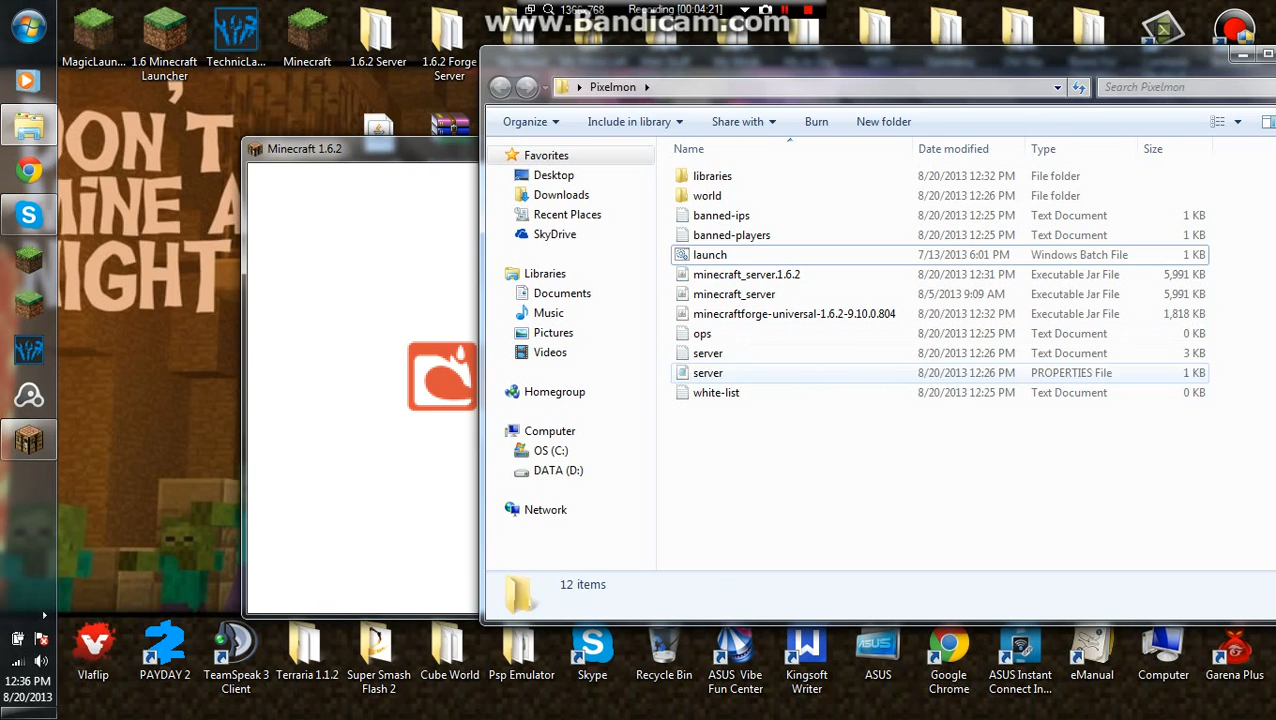 www.Bandicam.com
1366x768 Recording [00:04:21]
MagicLaun...
1.6 Minecraft Launcher
TechnicLa...
Minecraft
1.6.2 Server
1.6.2 Forge Server
DON'T
MINE A
NIGHT
Minecraft 1.6.2
Pixelmon
Search Pixelmon
Organize Include in library Share with Burn New folder
Name Date modified Type Size
Favorites
Desktop
Downloads
Recent Places
SkyDrive
Libraries
Documents
Music
Pictures
Videos
Homegroup
Computer
OS (C:)
DATA (D:)
Network
libraries 8/20/2013 12:32 PM File folder
world 8/20/2013 12:26 PM File folder
banned-ips 8/20/2013 12:25 PM Text Document 1 KB
banned-players 8/20/2013 12:25 PM Text Document 1 KB
launch 7/13/2013 6:01 PM Windows Batch File 1 KB
minecraft_server.1.6.2 8/20/2013 12:31 PM Executable Jar File 5,991 KB
minecraft_server 8/5/2013 9:09 AM Executable Jar File 5,991 KB
minecraftforge-universal-1.6.2-9.10.0.804 8/20/2013 12:32 PM Executable Jar File 1,818 KB
ops 8/20/2013 12:25 PM Text Document 0 KB
server 8/20/2013 12:26 PM Text Document 3 KB
server 8/20/2013 12:26 PM PROPERTIES File 1 KB
white-list 8/20/2013 12:25 PM Text Document 0 KB
12 items
Vlaflip
PAYDAY 2
TeamSpeak 3 Client
Terraria 1.1.2
Super Smash Flash 2
Cube World
Psp Emulator
Skype
Recycle Bin
ASUS Vibe Fun Center
Kingsoft Writer
ASUS
Google Chrome
ASUS Instant Connect In...
eManual
Computer
Garena Plus
12:36 PM
8/20/2013